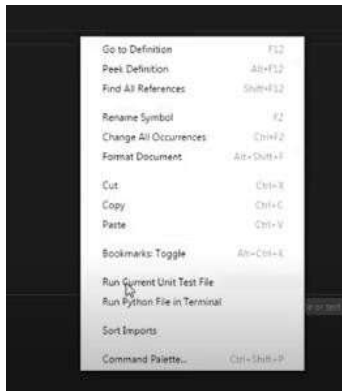 Go to Definition F12
Peek Definition Alt+F12
Find All References Shift+F12
Rename Symbol F2
Change All Occurrences Ctrl+F2
Format Document Alt+Shift+F
Cut Ctrl+X
Copy Ctrl+C
Paste Ctrl+V
Bookmarks: Toggle Alt+Ctrl+K
Run Current Unit Test File
Run Python File in Terminal
or text
Sort Imports
Command Palette... Ctrl+Shift+P